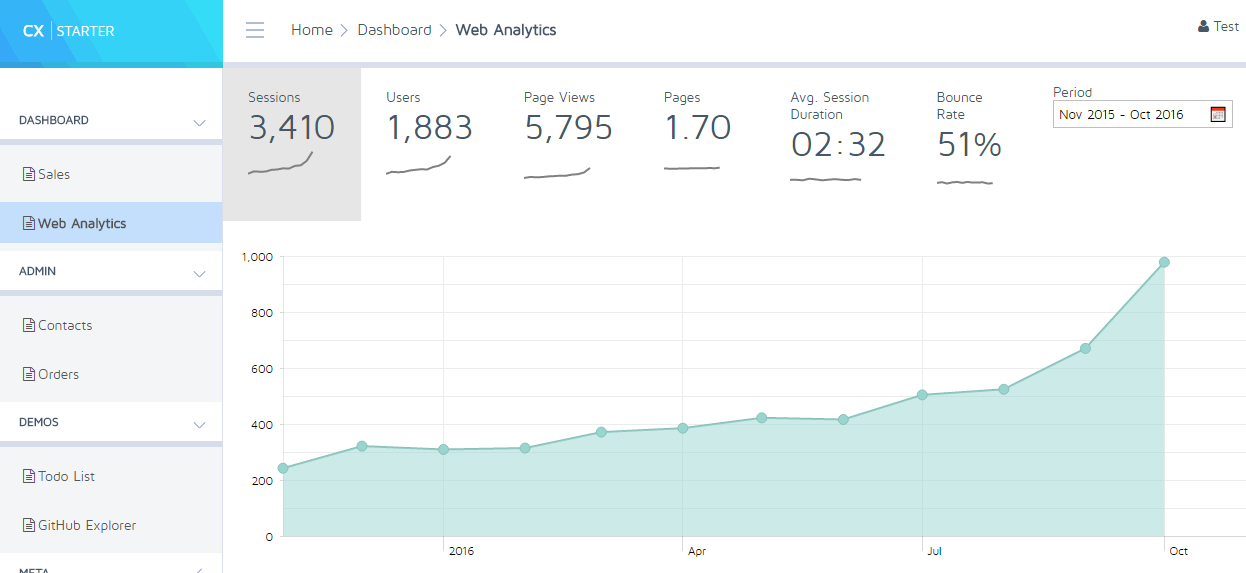 CX STARTER
Home Dashboard Web Analytics
Test
DASHBOARD
Sales
Web Analytics
ADMIN
Contacts
Orders
DEMOS
Todo List
GitHub Explorer
META
Sessions
3,410
Users
1,883
Page Views
5,795
Pages
1.70
Avg. Session
Duration
02:32
Bounce
Rate
51%
Period
Nov 2015 - Oct 2016
1,000
800
600
400
200
0
2016
Apr
Jul
Oct